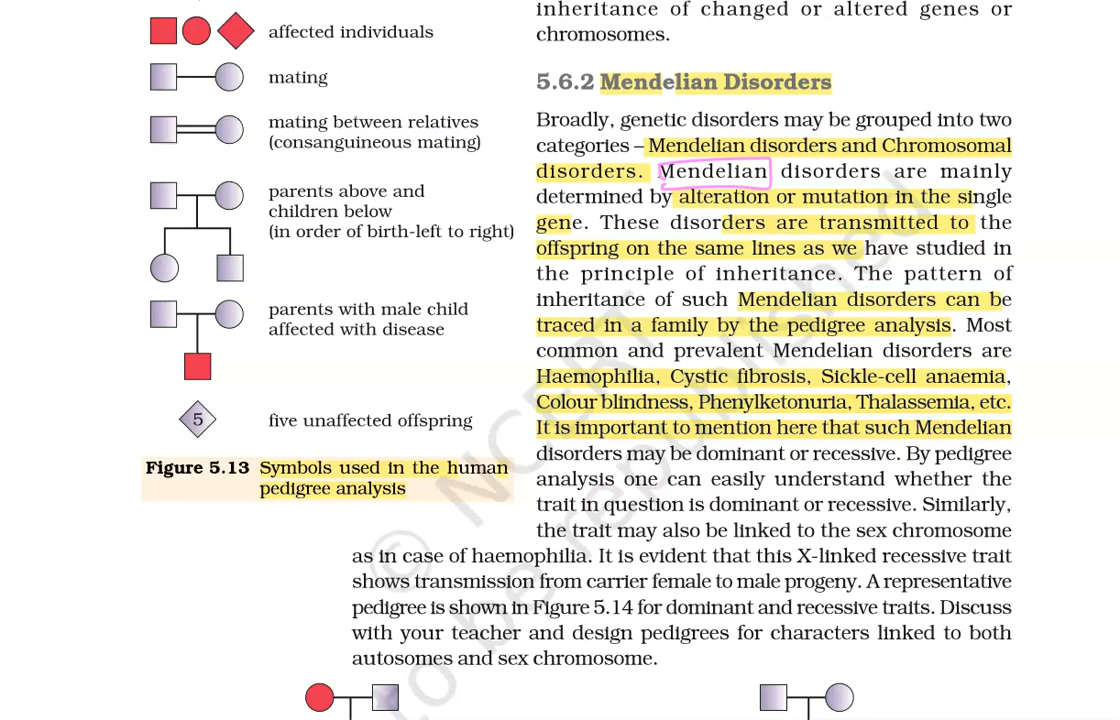 affected individuals
mating
mating between relatives
(consanguineous mating)
parents above and
children below
(in order of birth-left to right)
parents with male child
affected with disease
5
five unaffected offspring
Figure 5.13 Symbols used in the human
pedigree analysis
inheritance of changed or altered genes or
chromosomes.
5.6.2 Mendelian Disorders
Broadly, genetic disorders may be grouped into two
categories – Mendelian disorders and Chromosomal
disorders. Mendelian disorders are mainly
determined by alteration or mutation in the single
gene. These disorders are transmitted to the
offspring on the same lines as we have studied in
the principle of inheritance. The pattern of
inheritance of such Mendelian disorders can be
traced in a family by the pedigree analysis. Most
common and prevalent Mendelian disorders are
Haemophilia, Cystic fibrosis, Sickle-cell anaemia,
Colour blindness, Phenylketonuria, Thalassemia, etc.
It is important to mention here that such Mendelian
disorders may be dominant or recessive. By pedigree
analysis one can easily understand whether the
trait in question is dominant or recessive. Similarly,
the trait may also be linked to the sex chromosome
as in case of haemophilia. It is evident that this X-linked recessive trait
shows transmission from carrier female to male progeny. A representative
pedigree is shown in Figure 5.14 for dominant and recessive traits. Discuss
with your teacher and design pedigrees for characters linked to both
autosomes and sex chromosome.
© NCERT
to be republished